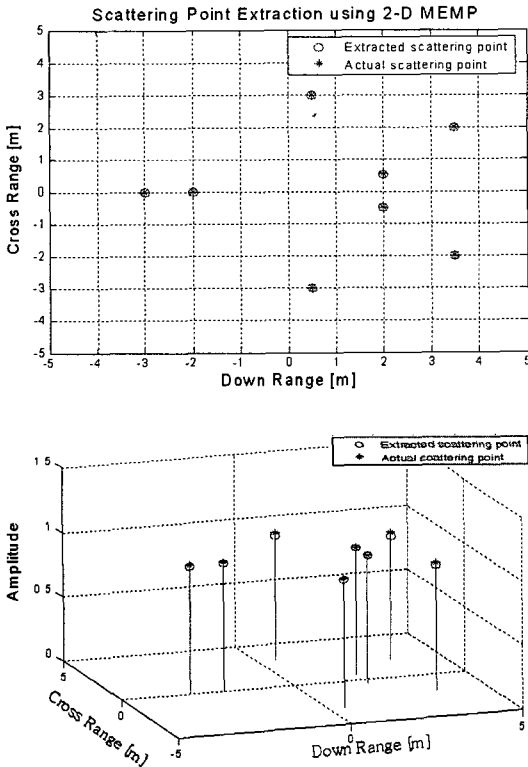 Scattering Point Extraction using 2-D MEMP
5
4
3
2
1
0
-1
-2
-3
-4
-5
Cross Range [m]
Extracted scattering point
Actual scattering point
-5 -4 -3 -2 -1 0 1 2 3 4 5
Down Range [m]
Extracted scattering point
Actual scattering point
1 5
1
0 5
0
Amplitude
5
0
-5
Cross Range [m]
0
5
Down Range [m]